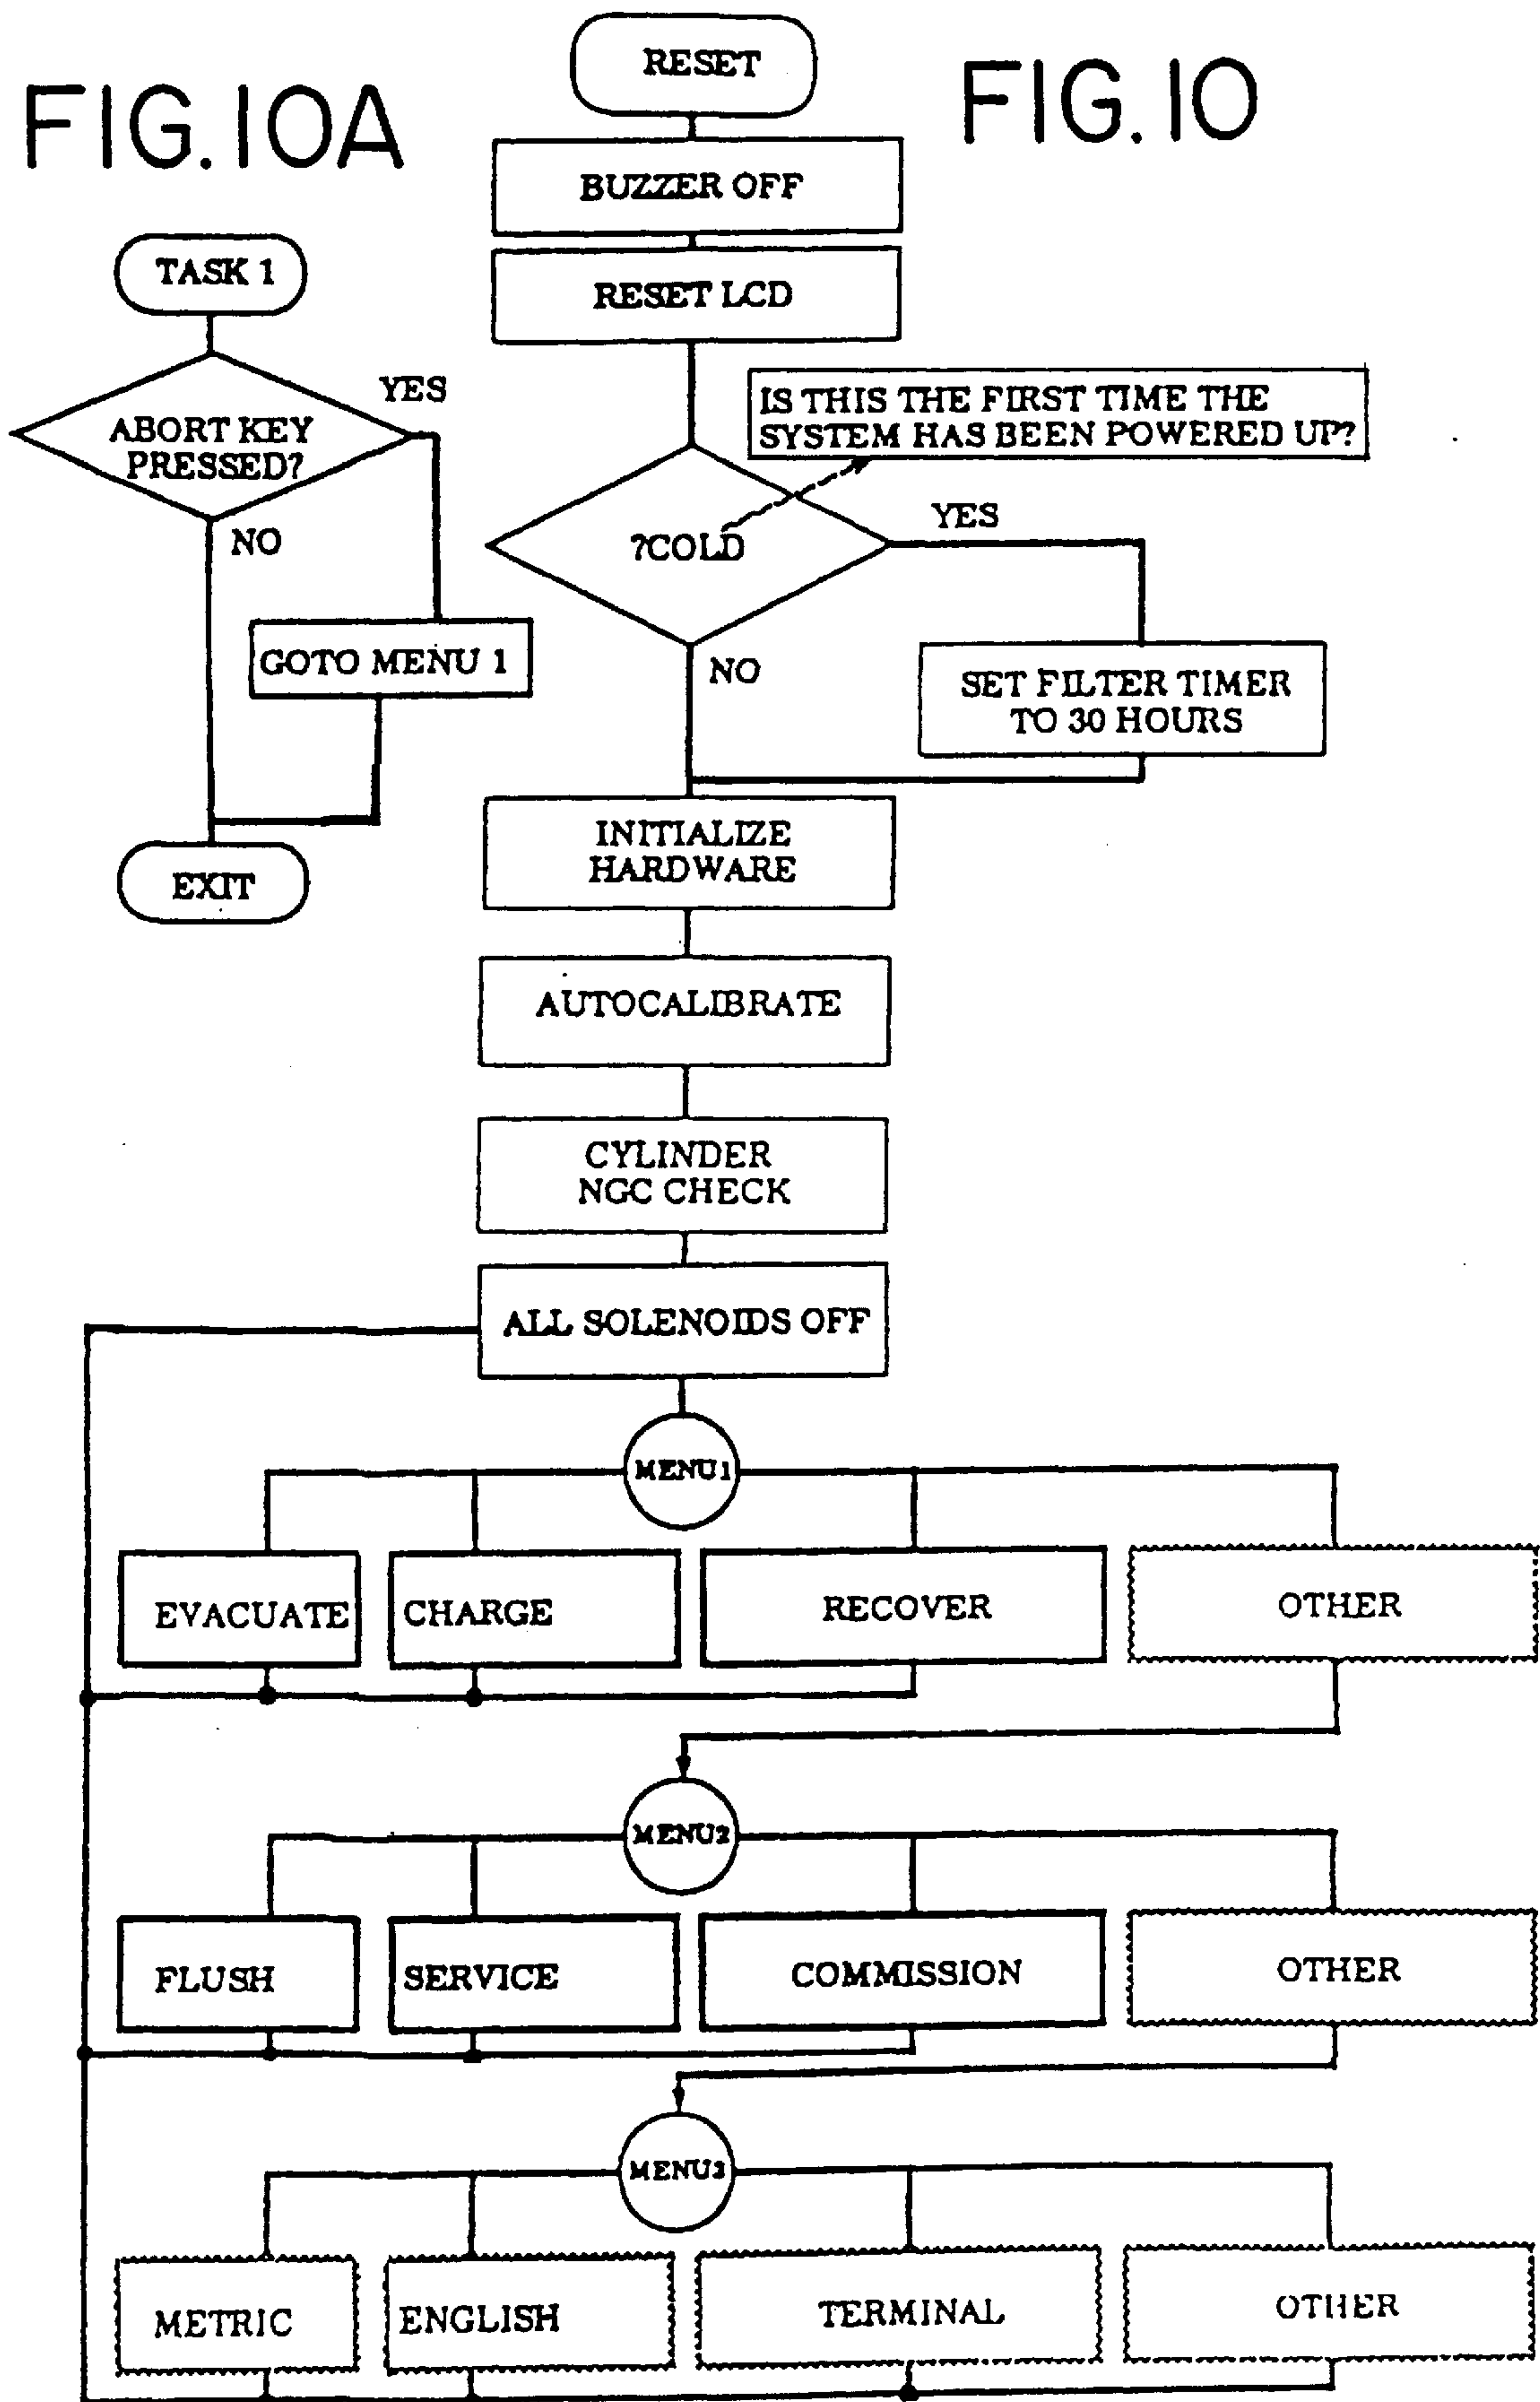 FIG. 10A
TASK 1
ABORT KEY
PRESSED?
YES
NO
GOTO MENU 1
EXIT
FIG. 10
RESET
BUZZER OFF
RESET LCD
IS THIS THE FIRST TIME THE
SYSTEM HAS BEEN POWERED UP?
?COLD
YES
NO
SET FILTER TIMER
TO 30 HOURS
INITIALIZE
HARDWARE
AUTOCALIBRATE
CYLINDER
NGC CHECK
ALL SOLENOIDS OFF
MENU1
EVACUATE
CHARGE
RECOVER
OTHER
MENU2
FLUSH
SERVICE
COMMISSION
OTHER
MENU3
METRIC
ENGLISH
TERMINAL
OTHER